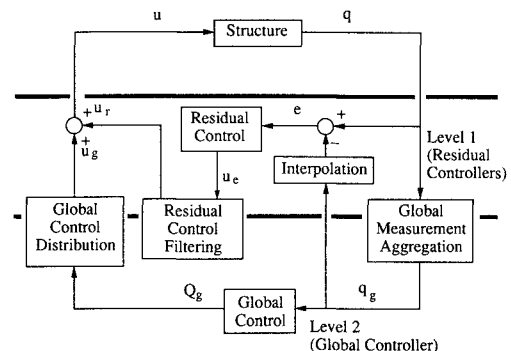 u
Structure
q
+
u_r
+
u_g
Residual
Control
e
+
−
Level 1
(Residual
Controllers)
Interpolation
u_e
Global
Control
Distribution
Residual
Control
Filtering
Global
Measurement
Aggregation
Q_g
Global
Control
q_g
Level 2
(Global Controller)